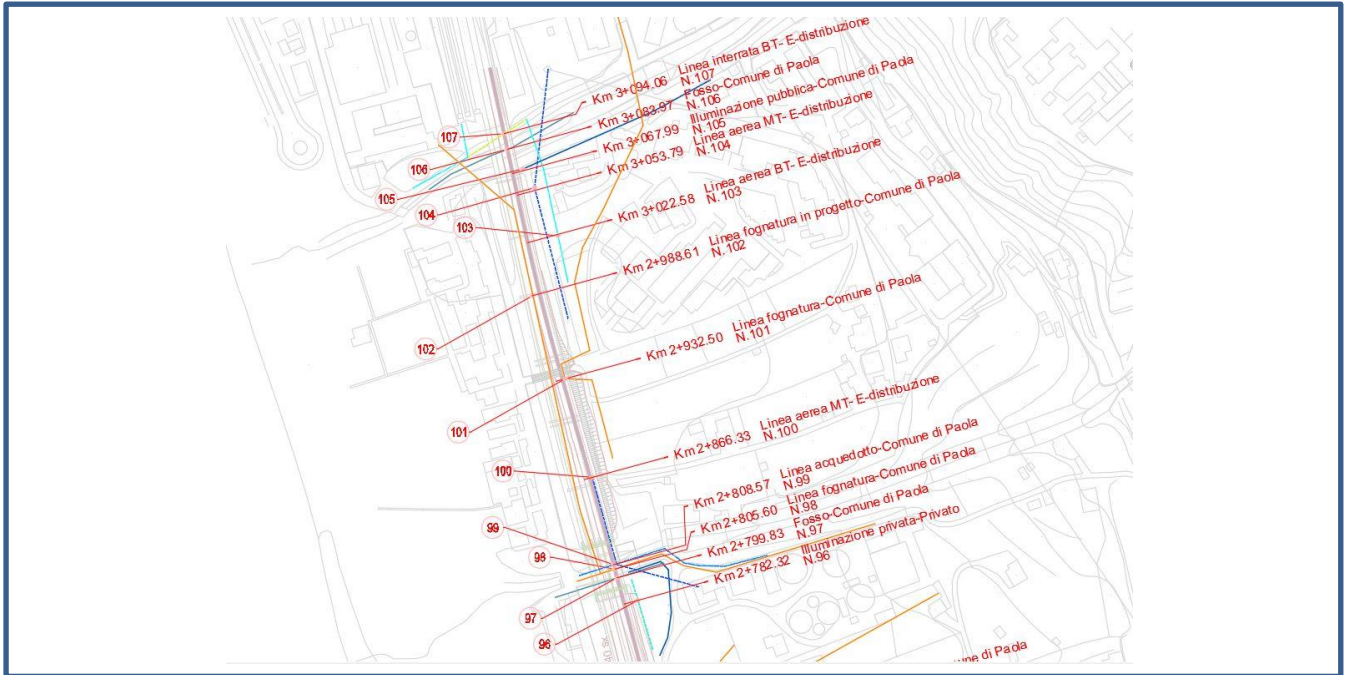 Km 3+094.06 Linea interrata BT- E-distribuzione
N.107
Km 3+083.97 Fosso-Comune di Paola
N.106
Km 3+067.99 Illuminazione pubblica-Comune di Paola
N.105
Km 3+053.79 Linea aerea MT- E-distribuzione
N.104
Km 3+022.58 Linea aerea BT- E-distribuzione
N.103
Km 2+988.61 Linea fognatura in progetto-Comune di Paola
N.102
Km 2+932.50 Linea fognatura-Comune di Paola
N.101
Km 2+866.33 Linea aerea MT- E-distribuzione
N.100
Km 2+808.57 Linea acquedotto-Comune di Paola
N.99
Km 2+805.60 Linea fognatura-Comune di Paola
N.98
Km 2+799.83 Fosso-Comune di Paola
N.97
Km 2+782.32 Illuminazione privata-Privato
N.96
107
106
105
104
103
102
101
100
99
98
97
96
di Paola